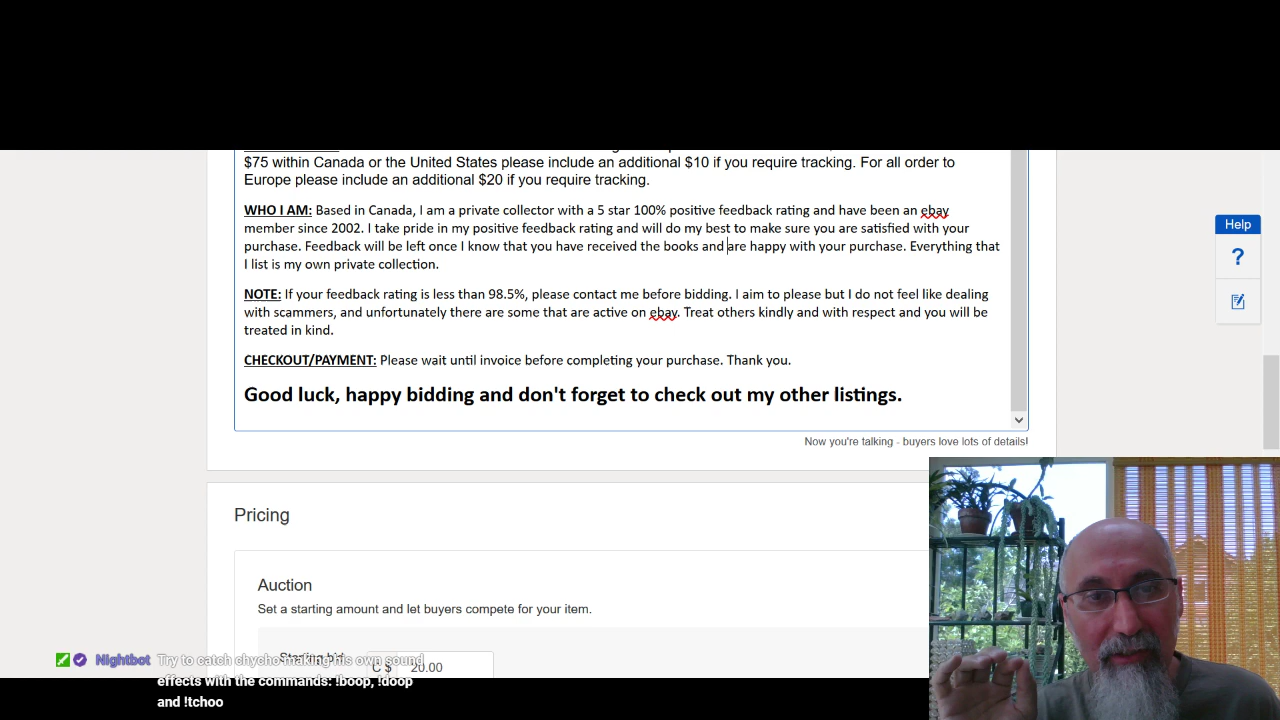 $75 within Canada or the United States please include an additional $10 if you require tracking. For all order to
Europe please include an additional $20 if you require tracking.
WHO I AM: Based in Canada, I am a private collector with a 5 star 100% positive feedback rating and have been an ebay
member since 2002. I take pride in my positive feedback rating and will do my best to make sure you are satisfied with your
purchase. Feedback will be left once I know that you have received the books and are happy with your purchase. Everything that
I list is my own private collection.
NOTE: If your feedback rating is less than 98.5%, please contact me before bidding. I aim to please but I do not feel like dealing
with scammers, and unfortunately there are some that are active on ebay. Treat others kindly and with respect and you will be
treated in kind.
CHECKOUT/PAYMENT: Please wait until invoice before completing your purchase. Thank you.
Good luck, happy bidding and don't forget to check out my other listings.
Now you're talking - buyers love lots of details!
Help
?
Pricing
Auction
Set a starting amount and let buyers compete for your item.
Starting bid
C $ 20.00
Nightbot Try to catch chycho making his own sound
effects with the commands: !boop, !doop
and !tchoo